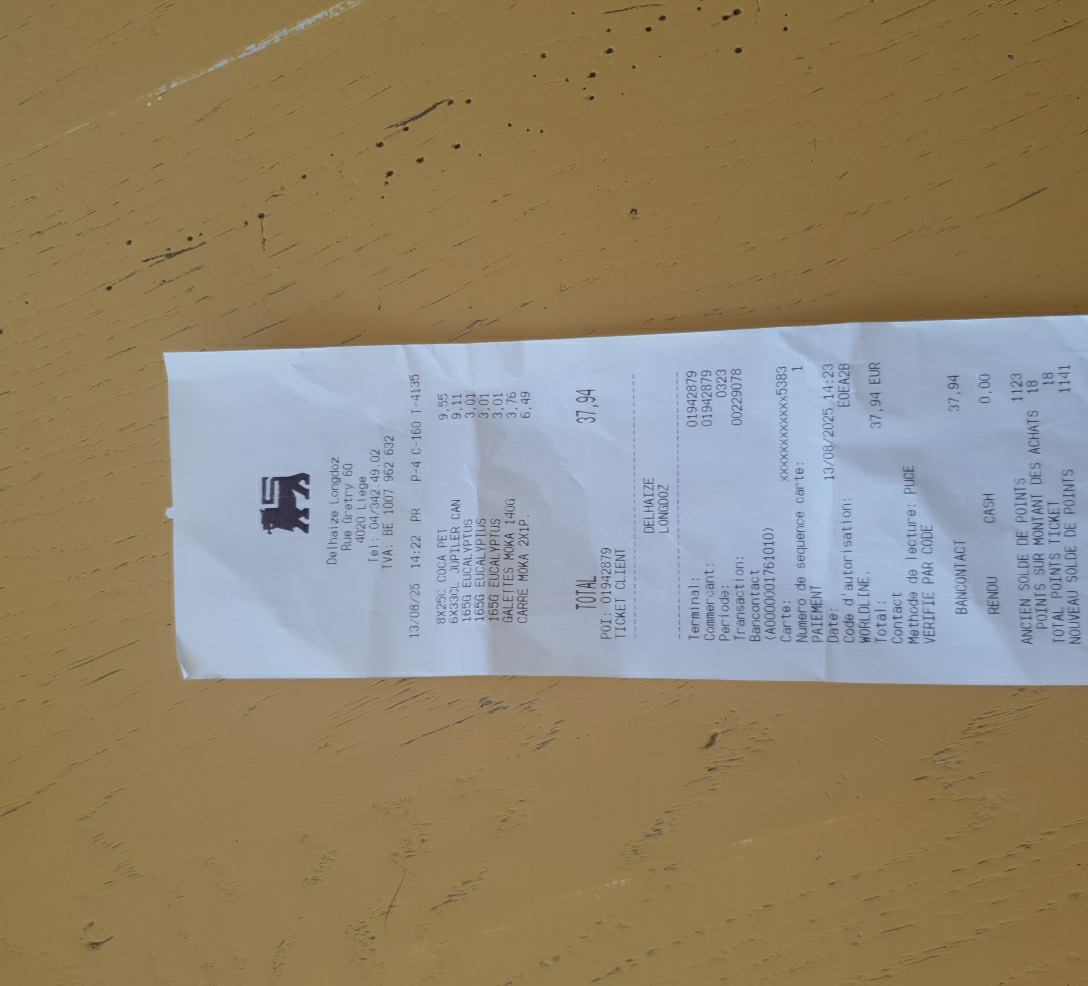 Delhaize Longdoz
Rue Gretry 60
4020 Liege
Tel: 04/342.49.02
TVA: BE 1007 962 632
13/08/25 14:22 PR P-4 C-160 T-4135
8X25C COCA PET 9,55
6X33CL JUPILER CAN 9,11
165G EUCALYPTUS 3,01
165G EUCALYPTUS 3,01
165G EUCALYPTUS 3,01
GALETTES MOKA 140G 3,76
CARRE MOKA 2X1P. 6,49
TOTAL 37,94
POI: 01942879
TICKET CLIENT
DELHAIZE
LONGDOZ
Terminal: 01942879
Commercant: 01942879
Periode: 0323
Transaction: 00229078
Bancontact
(A0000001761010)
Carte: xxxxxxxxxxxxx5383
Numero de sequence carte: 1
PAIEMENT
Date: 13/08/2025 14:23
Code d'autorisation: E0EA2B
WORLDLINE.
Total: 37,94 EUR
Contact
Methode de lecture: PUCE
VERIFIE PAR CODE
BANCONTACT 37,94
RENDU CASH 0,00
ANCIEN SOLDE DE POINTS 1123
POINTS SUR MONTANT DES ACHATS 18
TOTAL POINTS TICKET 18
NOUVEAU SOLDE DE POINTS 1141